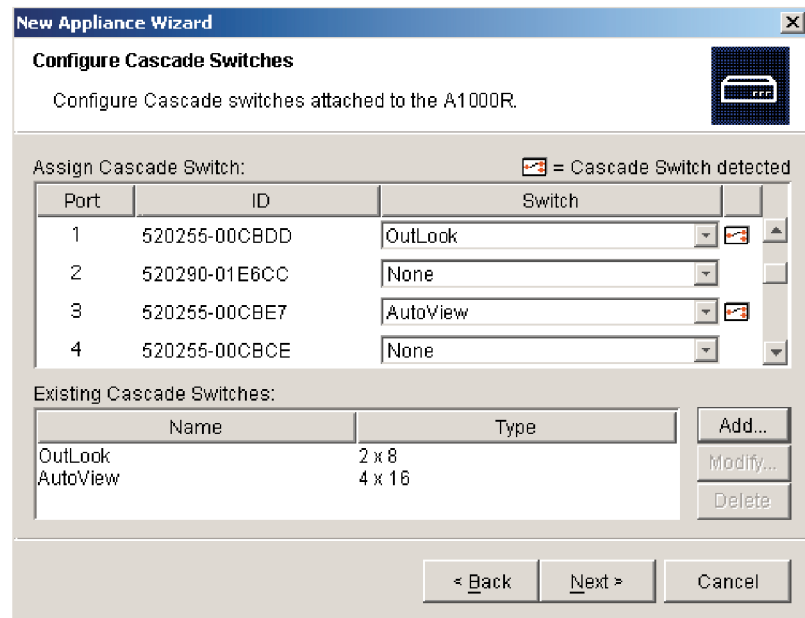 New Appliance Wizard
Configure Cascade Switches
Configure Cascade switches attached to the A1000R.
Assign Cascade Switch: = Cascade Switch detected
Port ID Switch
1 520255-00CBDD OutLook
2 520290-01E6CC None
3 520255-00CBE7 AutoView
4 520255-00CBCE None
Existing Cascade Switches:
Name Type
OutLook 2 x 8
AutoView 4 x 16
Add...
Modify...
Delete
< Back Next > Cancel